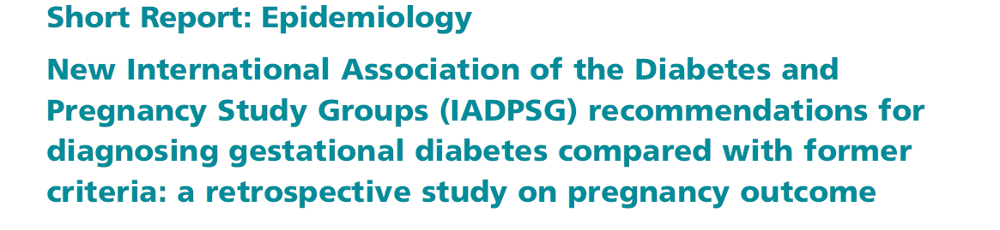 Short Report: Epidemiology
New International Association of the Diabetes and
Pregnancy Study Groups (IADPSG) recommendations for
diagnosing gestational diabetes compared with former
criteria: a retrospective study on pregnancy outcome